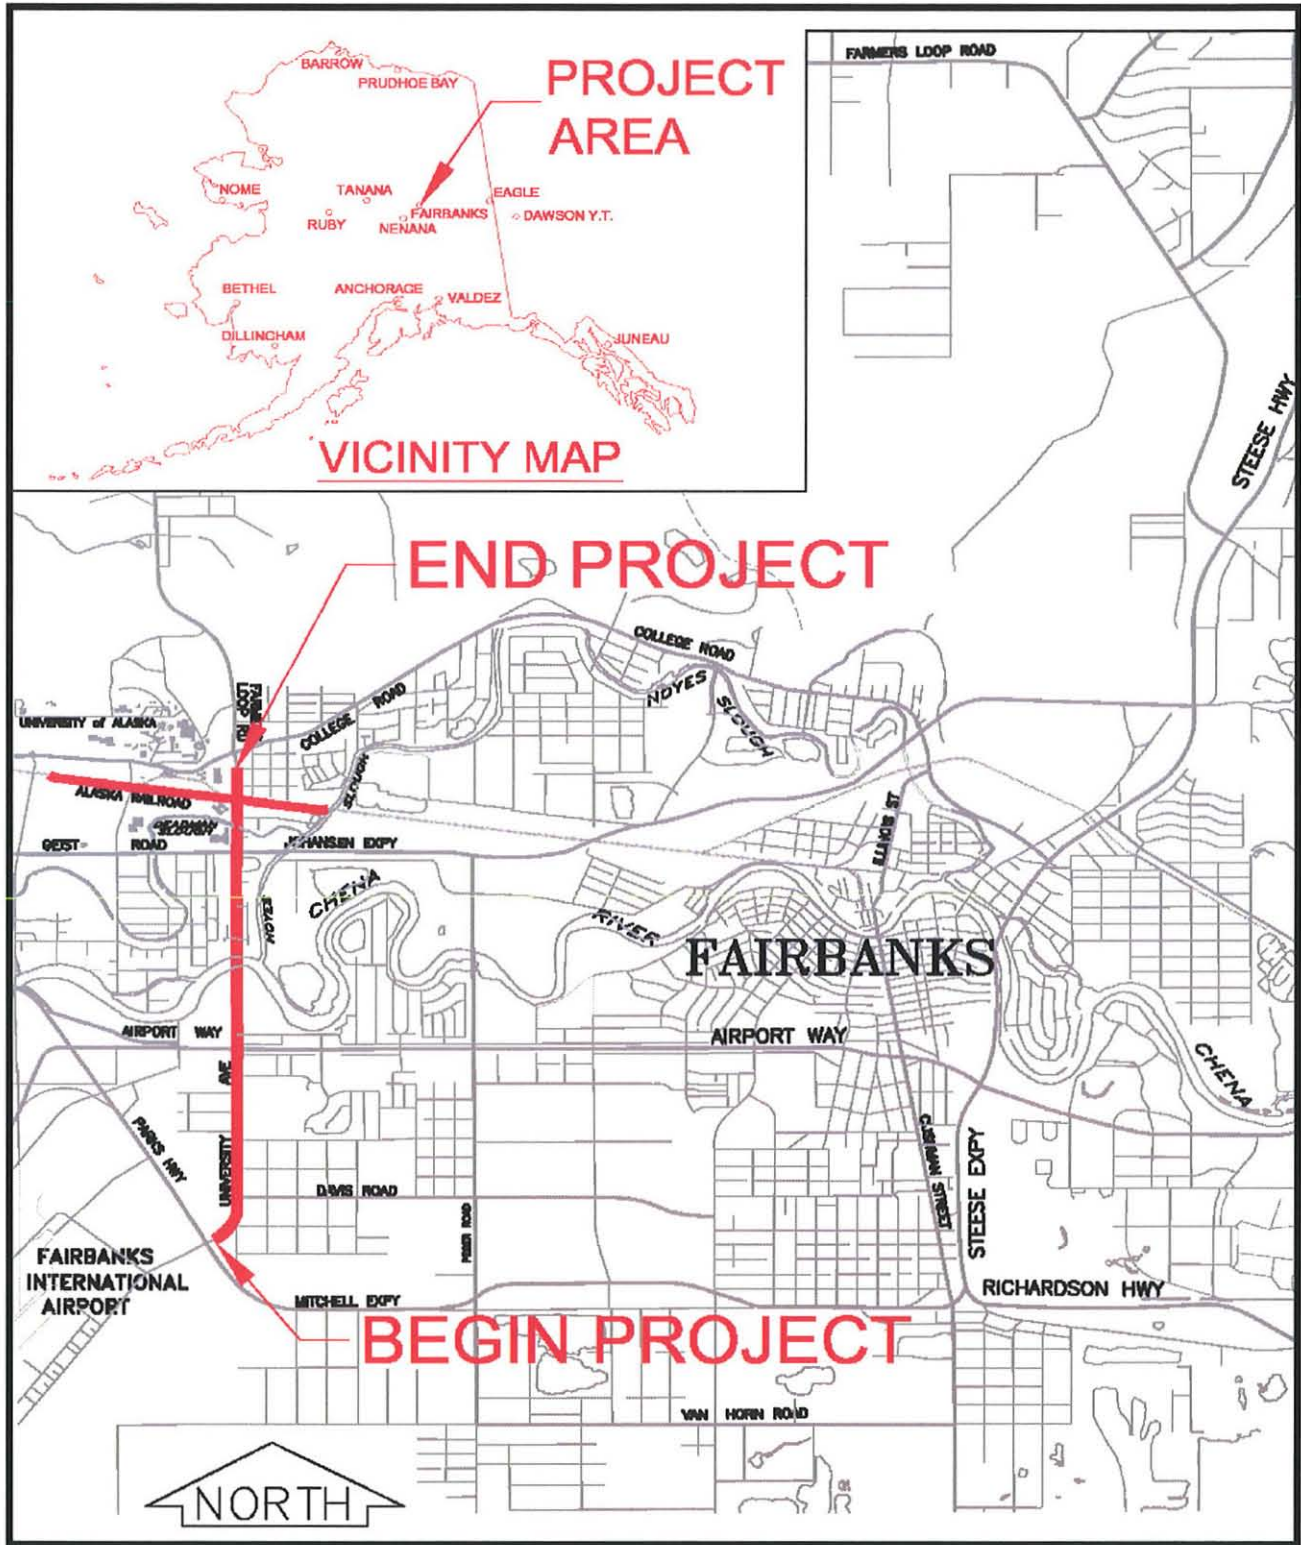 BARROW
PRUDHOE BAY
PROJECT
AREA
NOME
TANANA
EAGLE
RUBY
FAIRBANKS
DAWSON Y.T.
NENANA
BETHEL
ANCHORAGE
VALDEZ
DILLINGHAM
JUNEAU
VICINITY MAP
FARMERS LOOP ROAD
STEESE HWY
END PROJECT
COLLEGE ROAD
NOYES
SLOUGH
LOOP RD
COLLEGE ROAD
UNIVERSITY of ALASKA
SLOUGH
ALASKA RAILROAD
DEADMAN
SLOUGH
GEIST ROAD
JOHANSEN EXPY
ILLINOIS ST
NOYES
CHENA
RIVER
FAIRBANKS
AIRPORT WAY
AIRPORT WAY
CHENA
UNIVERSITY AVE
PARKS HWY
DAVIS ROAD
PEGER ROAD
CUSHMAN STREET
STEESE EXPY
FAIRBANKS
INTERNATIONAL
AIRPORT
MITCHELL EXPY
RICHARDSON HWY
BEGIN PROJECT
VAN HORN ROAD
NORTH